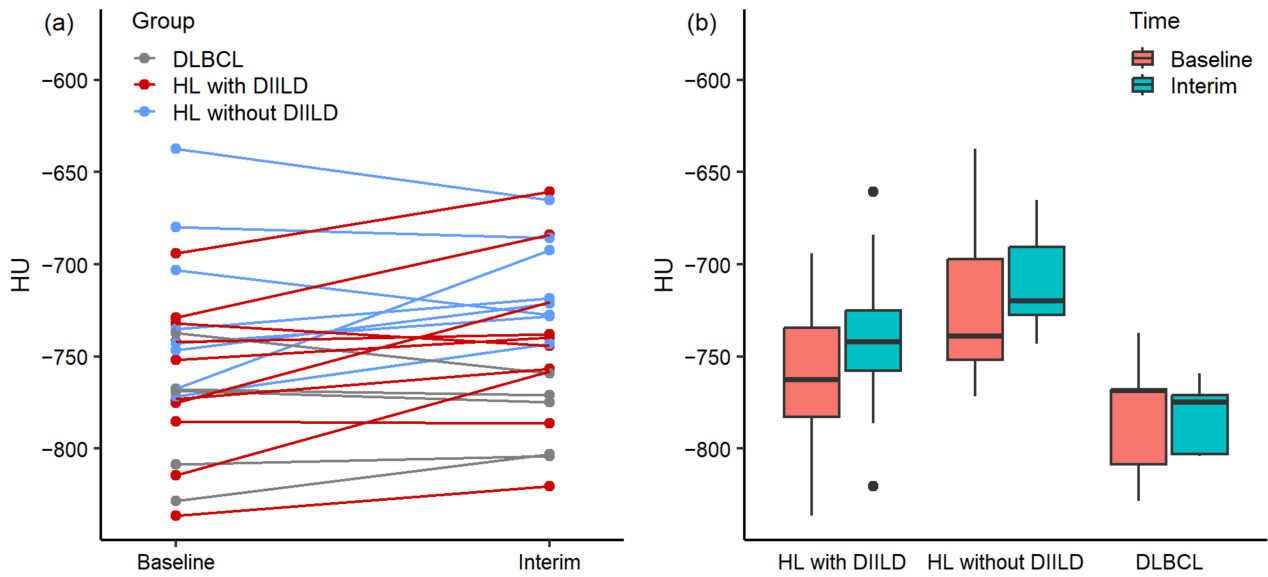 (a)
Group
DLBCL
HL with DIILD
HL without DIILD
HU
−600
−650
−700
−750
−800
Baseline
Interim
(b)
Time
Baseline
Interim
HU
−600
−650
−700
−750
−800
HL with DIILD
HL without DIILD
DLBCL